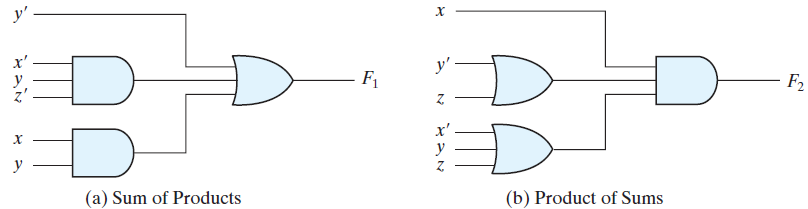 y′
x′
y
z′
x
y
F₁
(a) Sum of Products
x
y′
z
x′
y
z
F₂
(b) Product of Sums